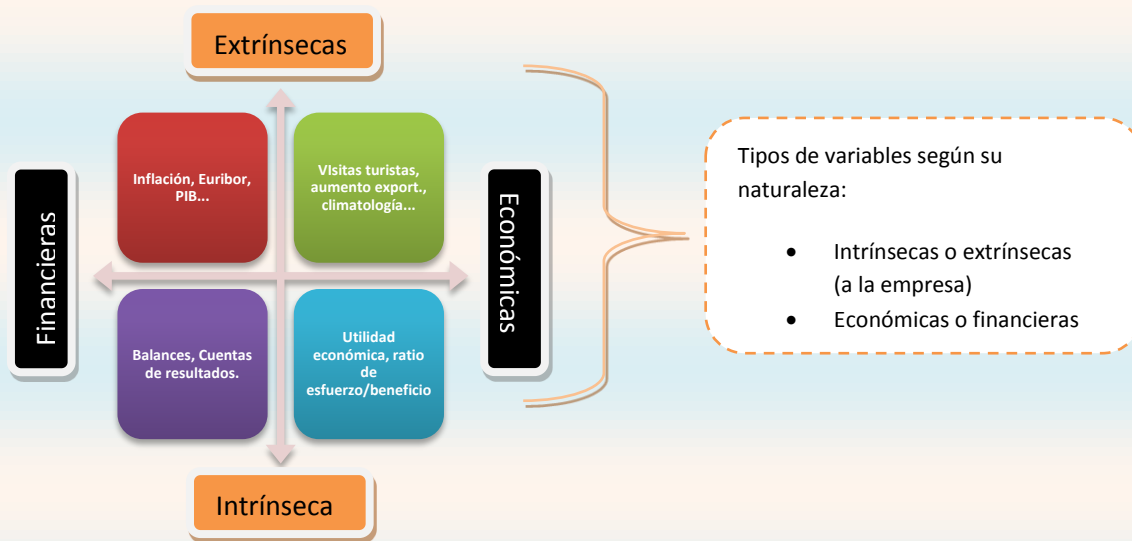 Extrínsecas
Financieras
Inflación, Euribor,
PIB...
VIsitas turistas,
aumento export.,
climatología...
Económicas
Balances, Cuentas
de resultados.
Utilidad
económica, ratio
de
esfuerzo/beneficio
Intrínseca
Tipos de variables según su
naturaleza:
• Intrínsecas o extrínsecas
(a la empresa)
• Económicas o financieras